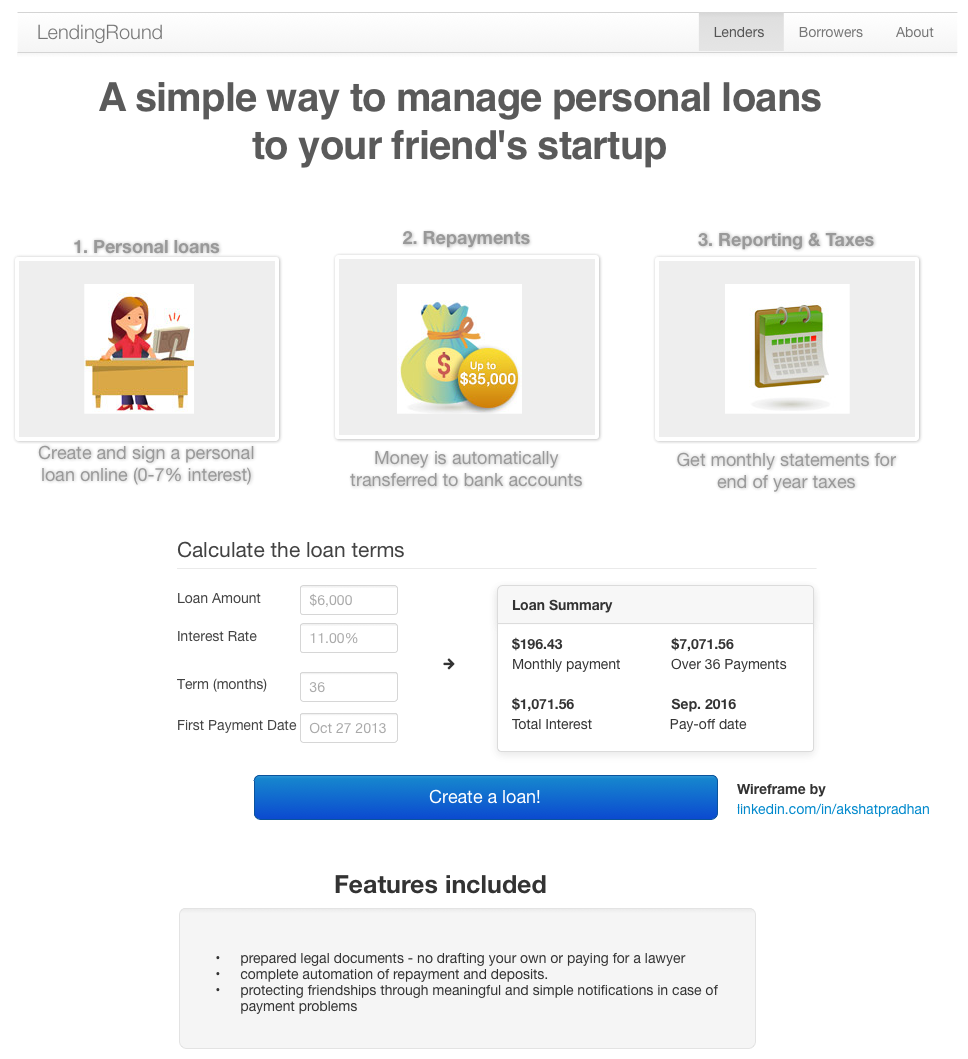 LendingRound
Lenders
Borrowers
About
A simple way to manage personal loans
to your friend's startup
1. Personal loans
2. Repayments
3. Reporting & Taxes
Up to
$
$35,000
Create and sign a personal
loan online (0-7% interest)
Money is automatically
transferred to bank accounts
Get monthly statements for
end of year taxes
Calculate the loan terms
Loan Amount
$6,000
Interest Rate
11.00%
Term (months)
36
First Payment Date
Oct 27 2013
Loan Summary
$196.43
$7,071.56
Monthly payment
Over 36 Payments
$1,071.56
Sep. 2016
Total Interest
Pay-off date
Create a loan!
Wireframe by
linkedin.com/in/akshatpradhan
Features included
• prepared legal documents - no drafting your own or paying for a lawyer
• complete automation of repayment and deposits.
• protecting friendships through meaningful and simple notifications in case of
payment problems